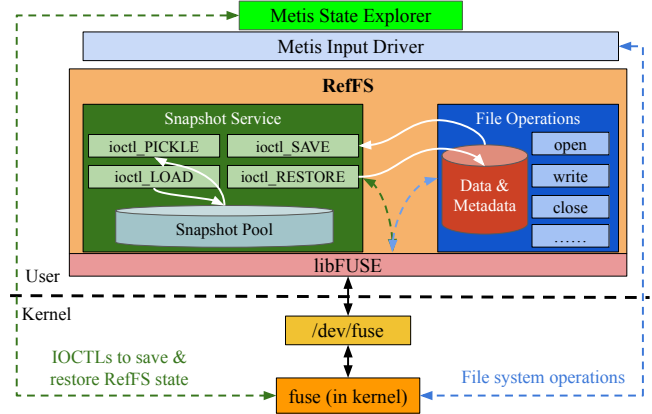 Metis State Explorer
Metis Input Driver
RefFS
Snapshot Service
ioctl_PICKLE
ioctl_SAVE
ioctl_LOAD
ioctl_RESTORE
Snapshot Pool
File Operations
Data &
Metadata
open
write
close
......
libFUSE
User
Kernel
/dev/fuse
IOCTLs to save &
restore RefFS state
fuse (in kernel)
File system operations